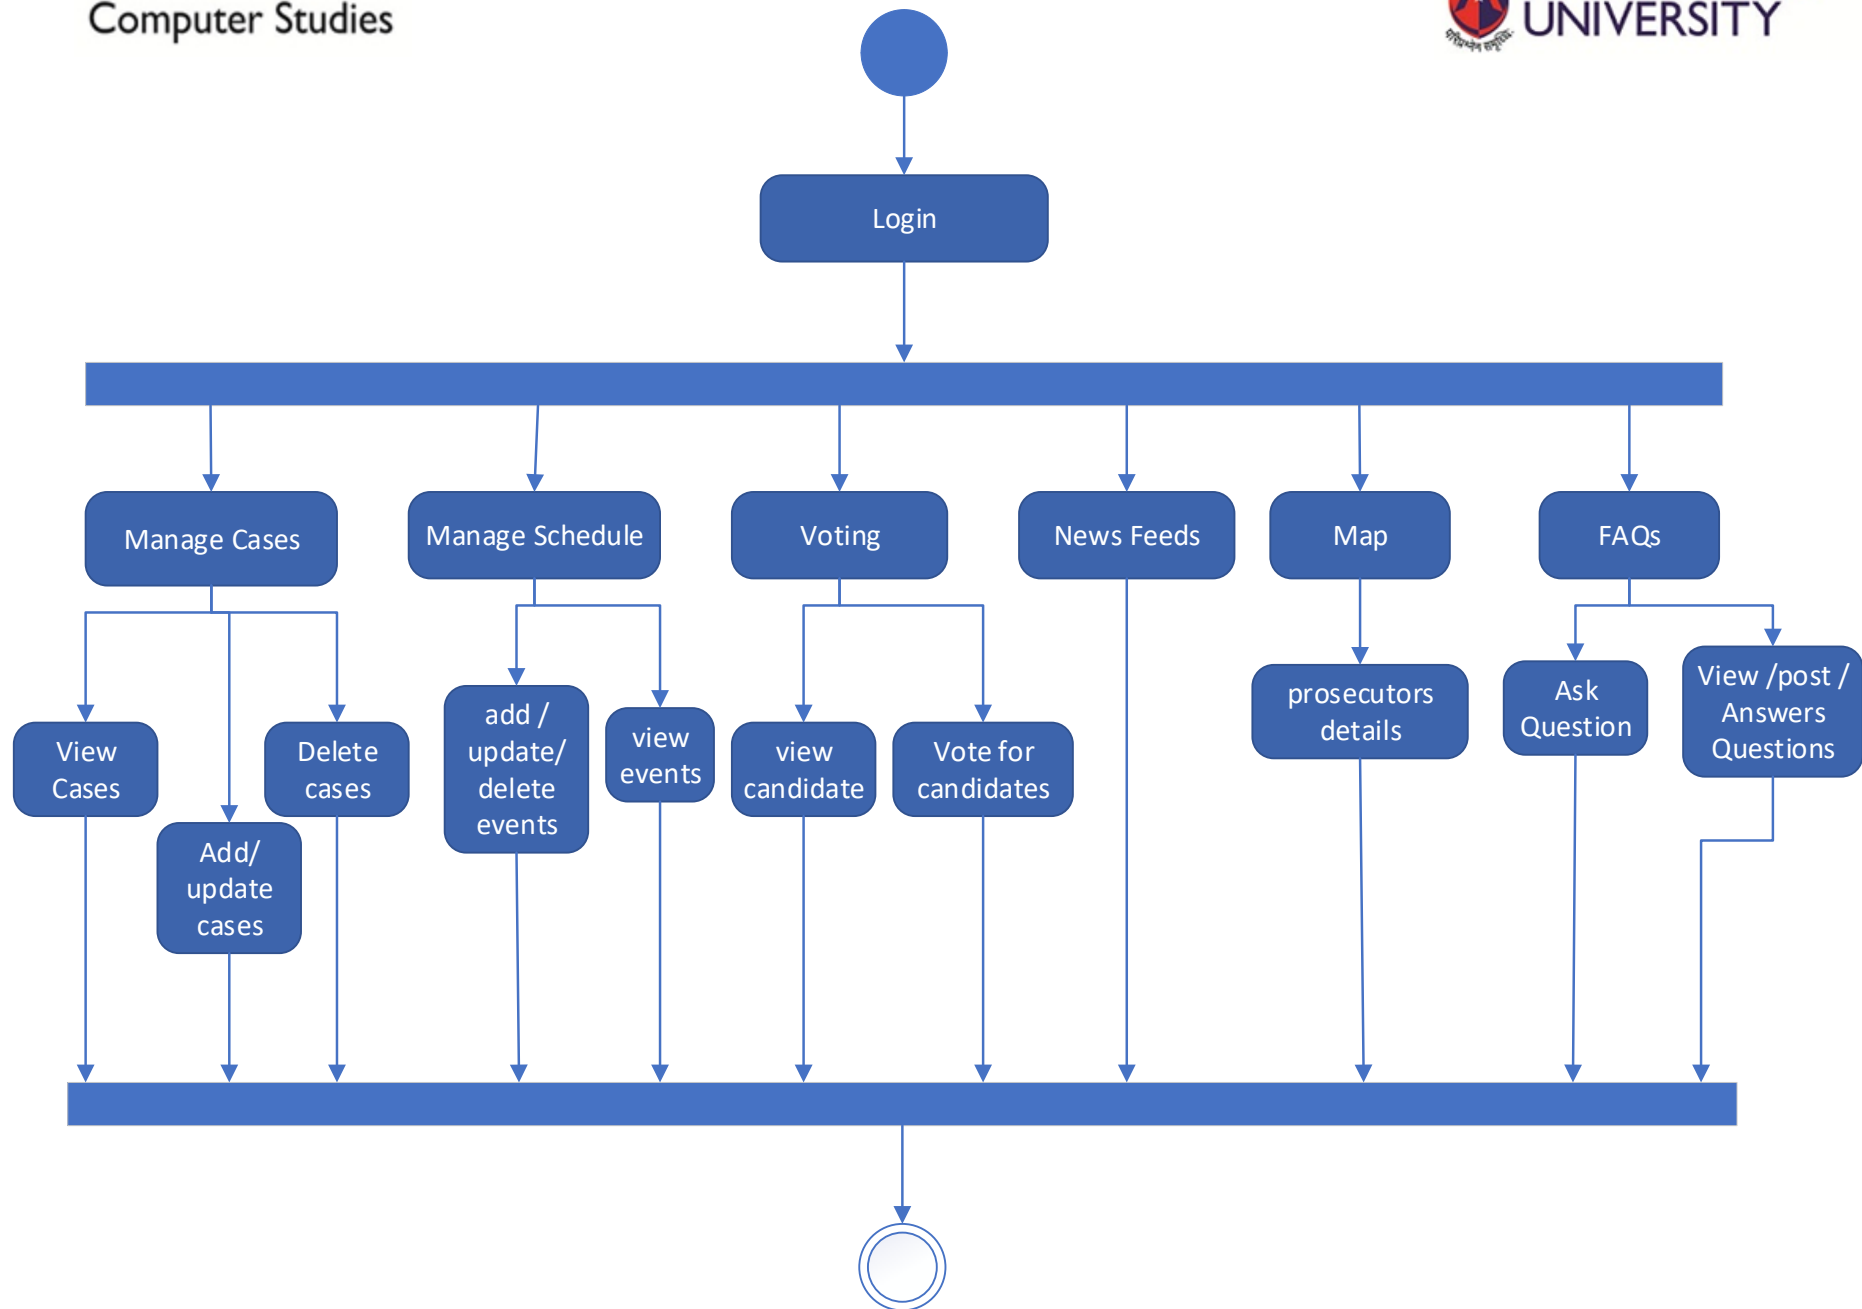 Computer Studies
UNIVERSITY
Login
Manage Cases
Manage Schedule
Voting
News Feeds
Map
FAQs
View
Cases
Add/
update
cases
Delete
cases
add /
update/
delete
events
view
events
view
candidate
Vote for
candidates
prosecutors
details
Ask
Question
View /post /
Answers
Questions